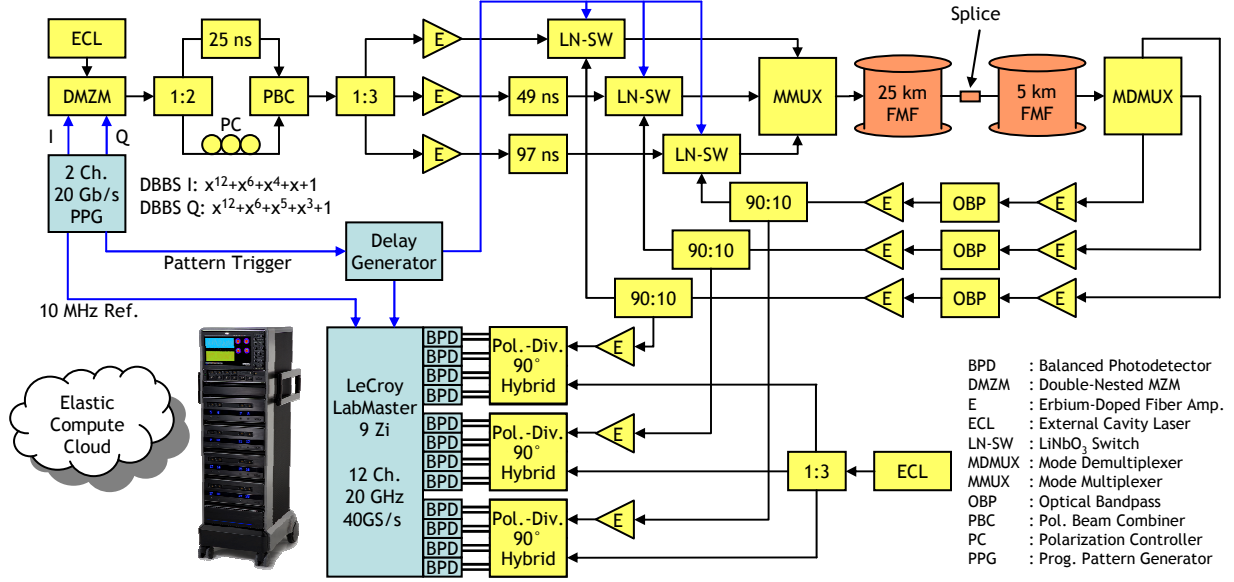 Splice
ECL
25 ns
E
LN-SW
DMZM
1:2
PBC
1:3
E
49 ns
LN-SW
MMUX
25 km
FMF
5 km
FMF
MDMUX
I
Q
PC
E
97 ns
LN-SW
2 Ch.
20 Gb/s
PPG
DBBS I: x¹²+x⁶+x⁴+x+1
DBBS Q: x¹²+x⁶+x⁵+x³+1
90:10
E
OBP
E
Pattern Trigger
Delay
Generator
90:10
E
OBP
E
10 MHz Ref.
90:10
E
OBP
E
LeCroy
LabMaster
9 Zi
12 Ch.
20 GHz
40GS/s
BPD
BPD
BPD
BPD
Pol.-Div.
90°
Hybrid
E
BPD
BPD
BPD
BPD
Pol.-Div.
90°
Hybrid
E
BPD
BPD
BPD
BPD
Pol.-Div.
90°
Hybrid
E
1:3
ECL
Elastic
Compute
Cloud
BPD : Balanced Photodetector
DMZM : Double-Nested MZM
E : Erbium-Doped Fiber Amp.
ECL : External Cavity Laser
LN-SW : LiNbO₃ Switch
MDMUX : Mode Demultiplexer
MMUX : Mode Multiplexer
OBP : Optical Bandpass
PBC : Pol. Beam Combiner
PC : Polarization Controller
PPG : Prog. Pattern Generator